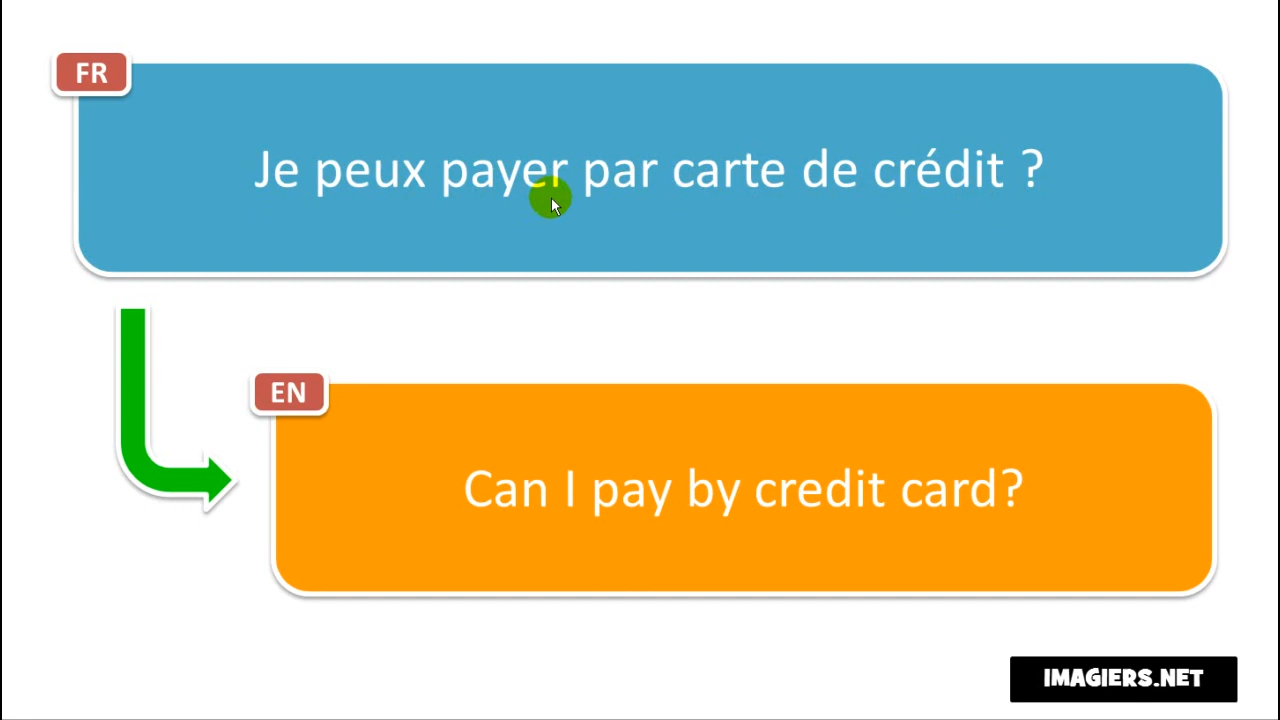 FR
Je peux payer par carte de crédit ?
EN
Can I pay by credit card?
IMAGIERS.NET